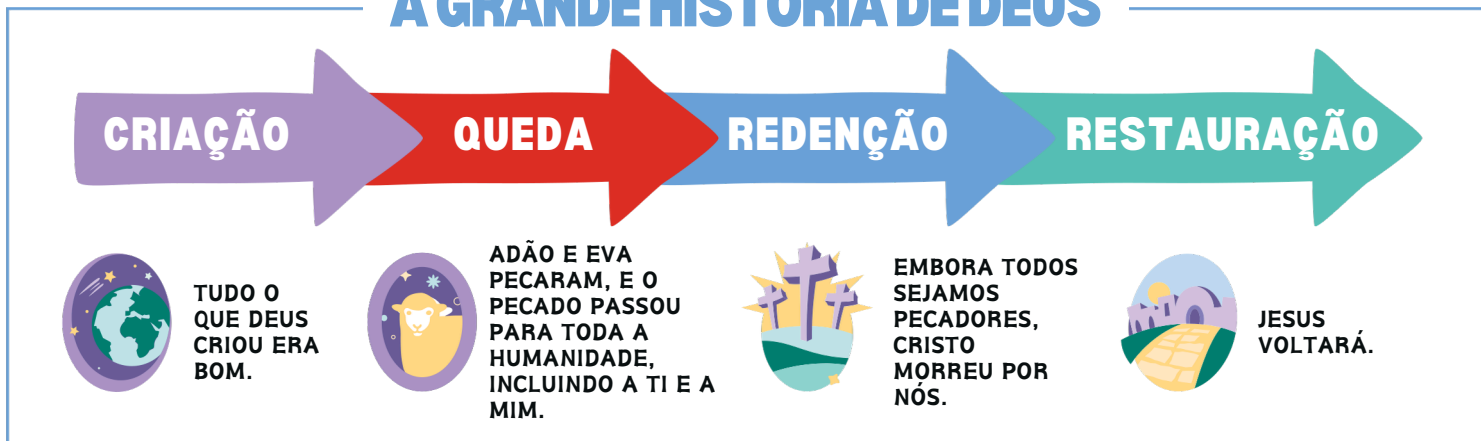 A GRANDE HISTÓRIA DE DEUS
CRIAÇÃO
QUEDA
REDENÇÃO
RESTAURAÇÃO
TUDO O
QUE DEUS
CRIOU ERA
BOM.
ADÃO E EVA
PECARAM, E O
PECADO PASSOU
PARA TODA A
HUMANIDADE,
INCLUINDO A TI E A
MIM.
EMBORA TODOS
SEJAMOS
PECADORES,
CRISTO
MORREU POR
NÓS.
JESUS
VOLTARÁ.